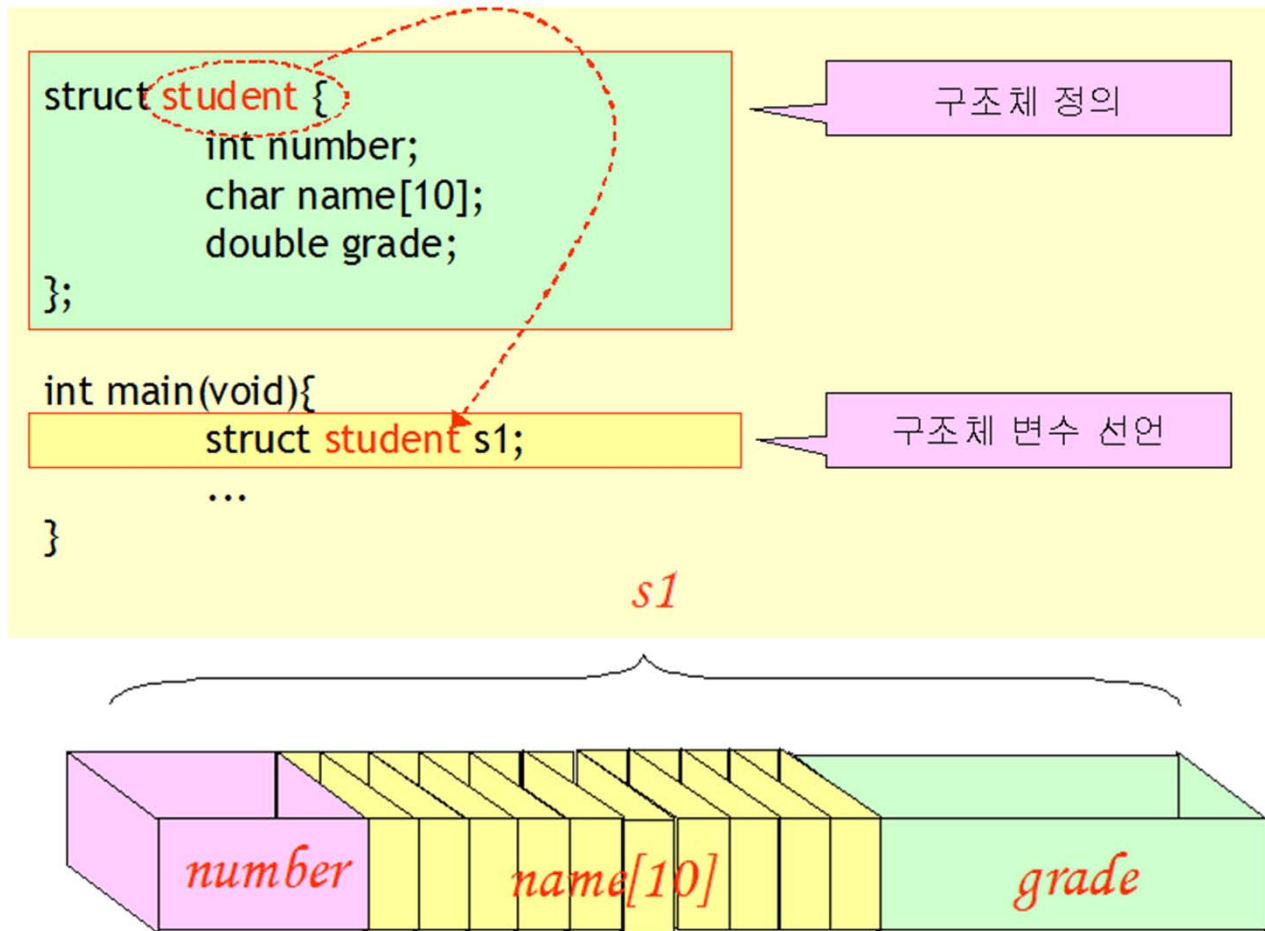 struct student {
int number;
char name[10];
double grade;
};
구조체 정의
int main(void){
struct student s1;
구조체 변수 선언
...
}
s1
number
name[10]
grade